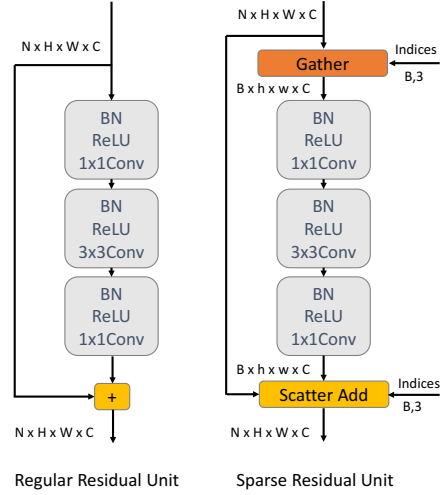 N x H x W x C
BN
ReLU
1x1Conv
BN
ReLU
3x3Conv
BN
ReLU
1x1Conv
+
N x H x W x C
Regular Residual Unit
N x H x W x C
Gather
Indices
B,3
B x h x w x C
BN
ReLU
1x1Conv
BN
ReLU
3x3Conv
BN
ReLU
1x1Conv
B x h x w x C
Scatter Add
Indices
B,3
N x H x W x C
Sparse Residual Unit